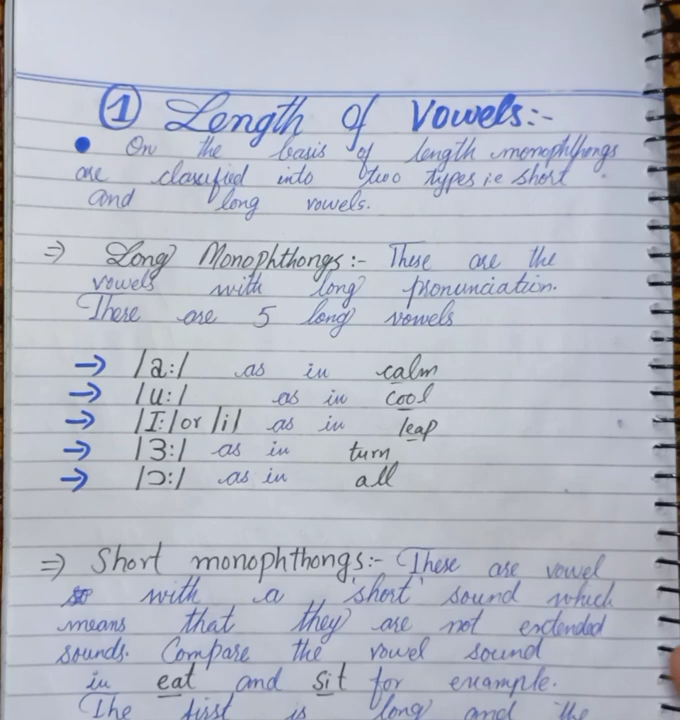 ① Length of Vowels:-
• On the basis of length monophthongs
are classified into two types i.e short
and long vowels.
⇒ Long Monophthongs:- These are the
vowels with long pronunciation.
There are 5 long vowels
→ /a:/ as in calm
→ /u:/ as in cool
→ /I:/ or /i/ as in leap
→ /3:/ as in turn
→ /ɔ:/ as in all
⇒ Short monophthongs:- These are vowel
with a 'short' sound which
means that they are not extended
sounds. Compare the vowel sound
in eat and sit for example.
The first is long and the